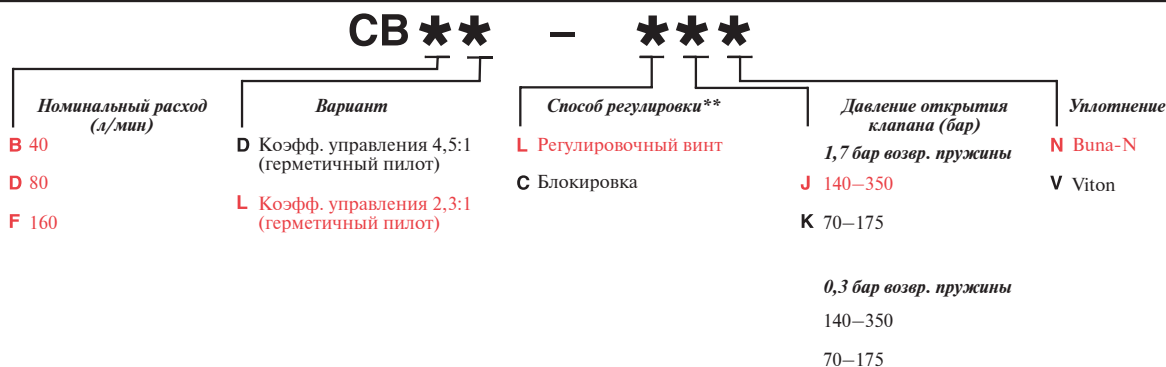 CB ** - ***
Номинальный расход
(л/мин)
B 40
D 80
F 160
Вариант
D Коэфф. управления 4,5:1
(герметичный пилот)
L Коэфф. управления 2,3:1
(герметичный пилот)
Способ регулировки**
L Регулировочный винт
C Блокировка
Давление открытия
клапана (бар)
1,7 бар возвр. пружины
J 140–350
K 70–175
0,3 бар возвр. пружины
140–350
70–175
Уплотнение
N Buna-N
V Viton